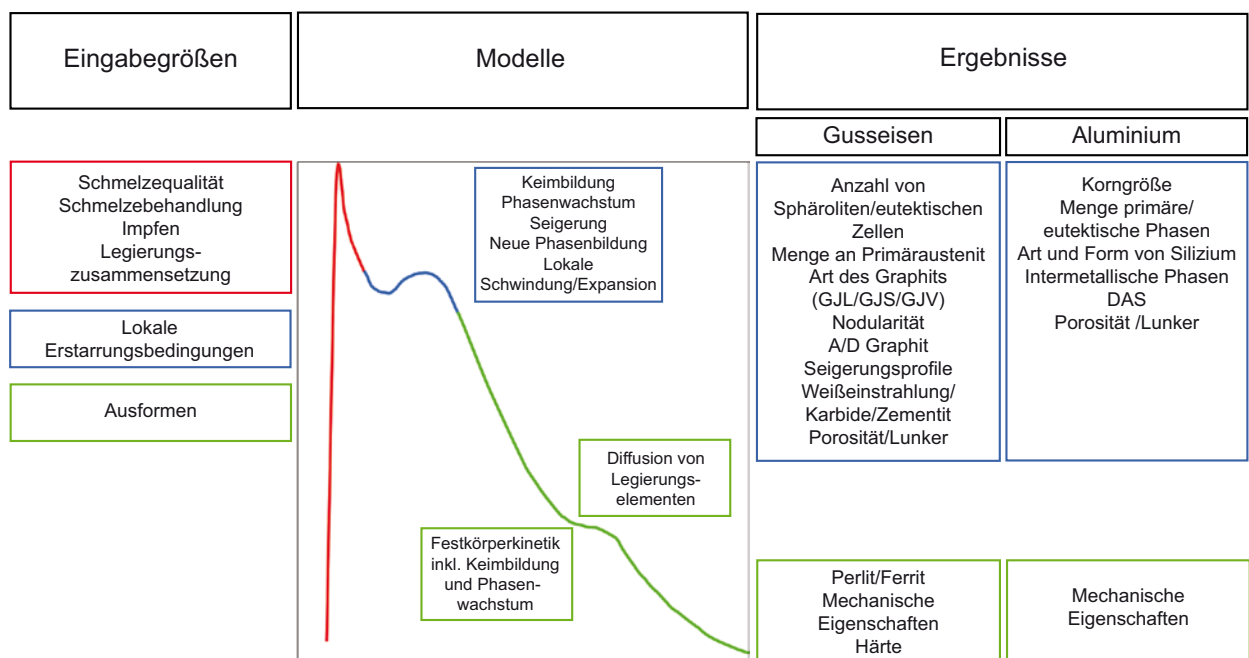 Eingabegrößen
Modelle
Ergebnisse
Gusseisen
Aluminium
Schmelzequalität
Schmelzebehandlung
Impfen
Legierungs-
zusammensetzung
Lokale
Erstarrungsbedingungen
Ausformen
Keimbildung
Phasenwachstum
Seigerung
Neue Phasenbildung
Lokale
Schwindung/Expansion
Diffusion von
Legierungs-
elementen
Festkörperkinetik
inkl. Keimbildung
und Phasen-
wachstum
Anzahl von
Sphäroliten/eutektischen
Zellen
Menge an Primäraustenit
Art des Graphits
(GJL/GJS/GJV)
Nodularität
A/D Graphit
Seigerungsprofile
Weißeinstrahlung/
Karbide/Zementit
Porosität/Lunker
Korngröße
Menge primäre/
eutektische Phasen
Art und Form von Silizium
Intermetallische Phasen
DAS
Porosität /Lunker
Perlit/Ferrit
Mechanische
Eigenschaften
Härte
Mechanische
Eigenschaften